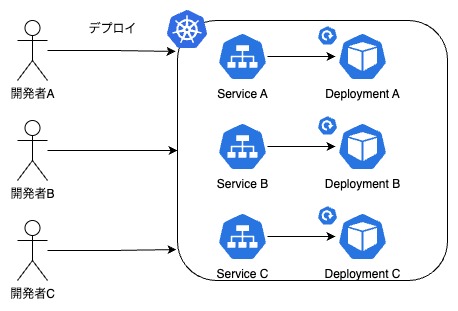 デプロイ
開発者A
Service A
Deployment A
開発者B
Service B
Deployment B
開発者C
Service C
Deployment C